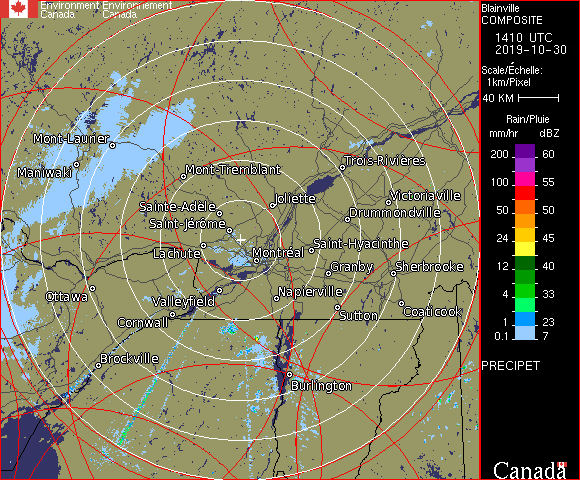 Environment Environnement
Canada Canada
Blainville
COMPOSITE
1410 UTC
2019-10-30
Scale/Échelle:
1km/Pixel
40 KM
Rain/Pluie
mm/hr dBZ
200 60
100 55
50 50
24 45
12 40
4 33
1 23
0.1 7
PRECIPET
Canada
Mont-Laurier
Maniwaki
Mont-Tremblant
Trois-Rivières
Joliette
Victoriaville
Sainte-Adele
Drummondville
Saint-Jérôme
Lachute
Montréal
Saint-Hyacinthe
Granby
Sherbrooke
Ottawa
Valleyfield
Napierville
Cornwall
Sutton
Coaticook
Brockville
Burlington